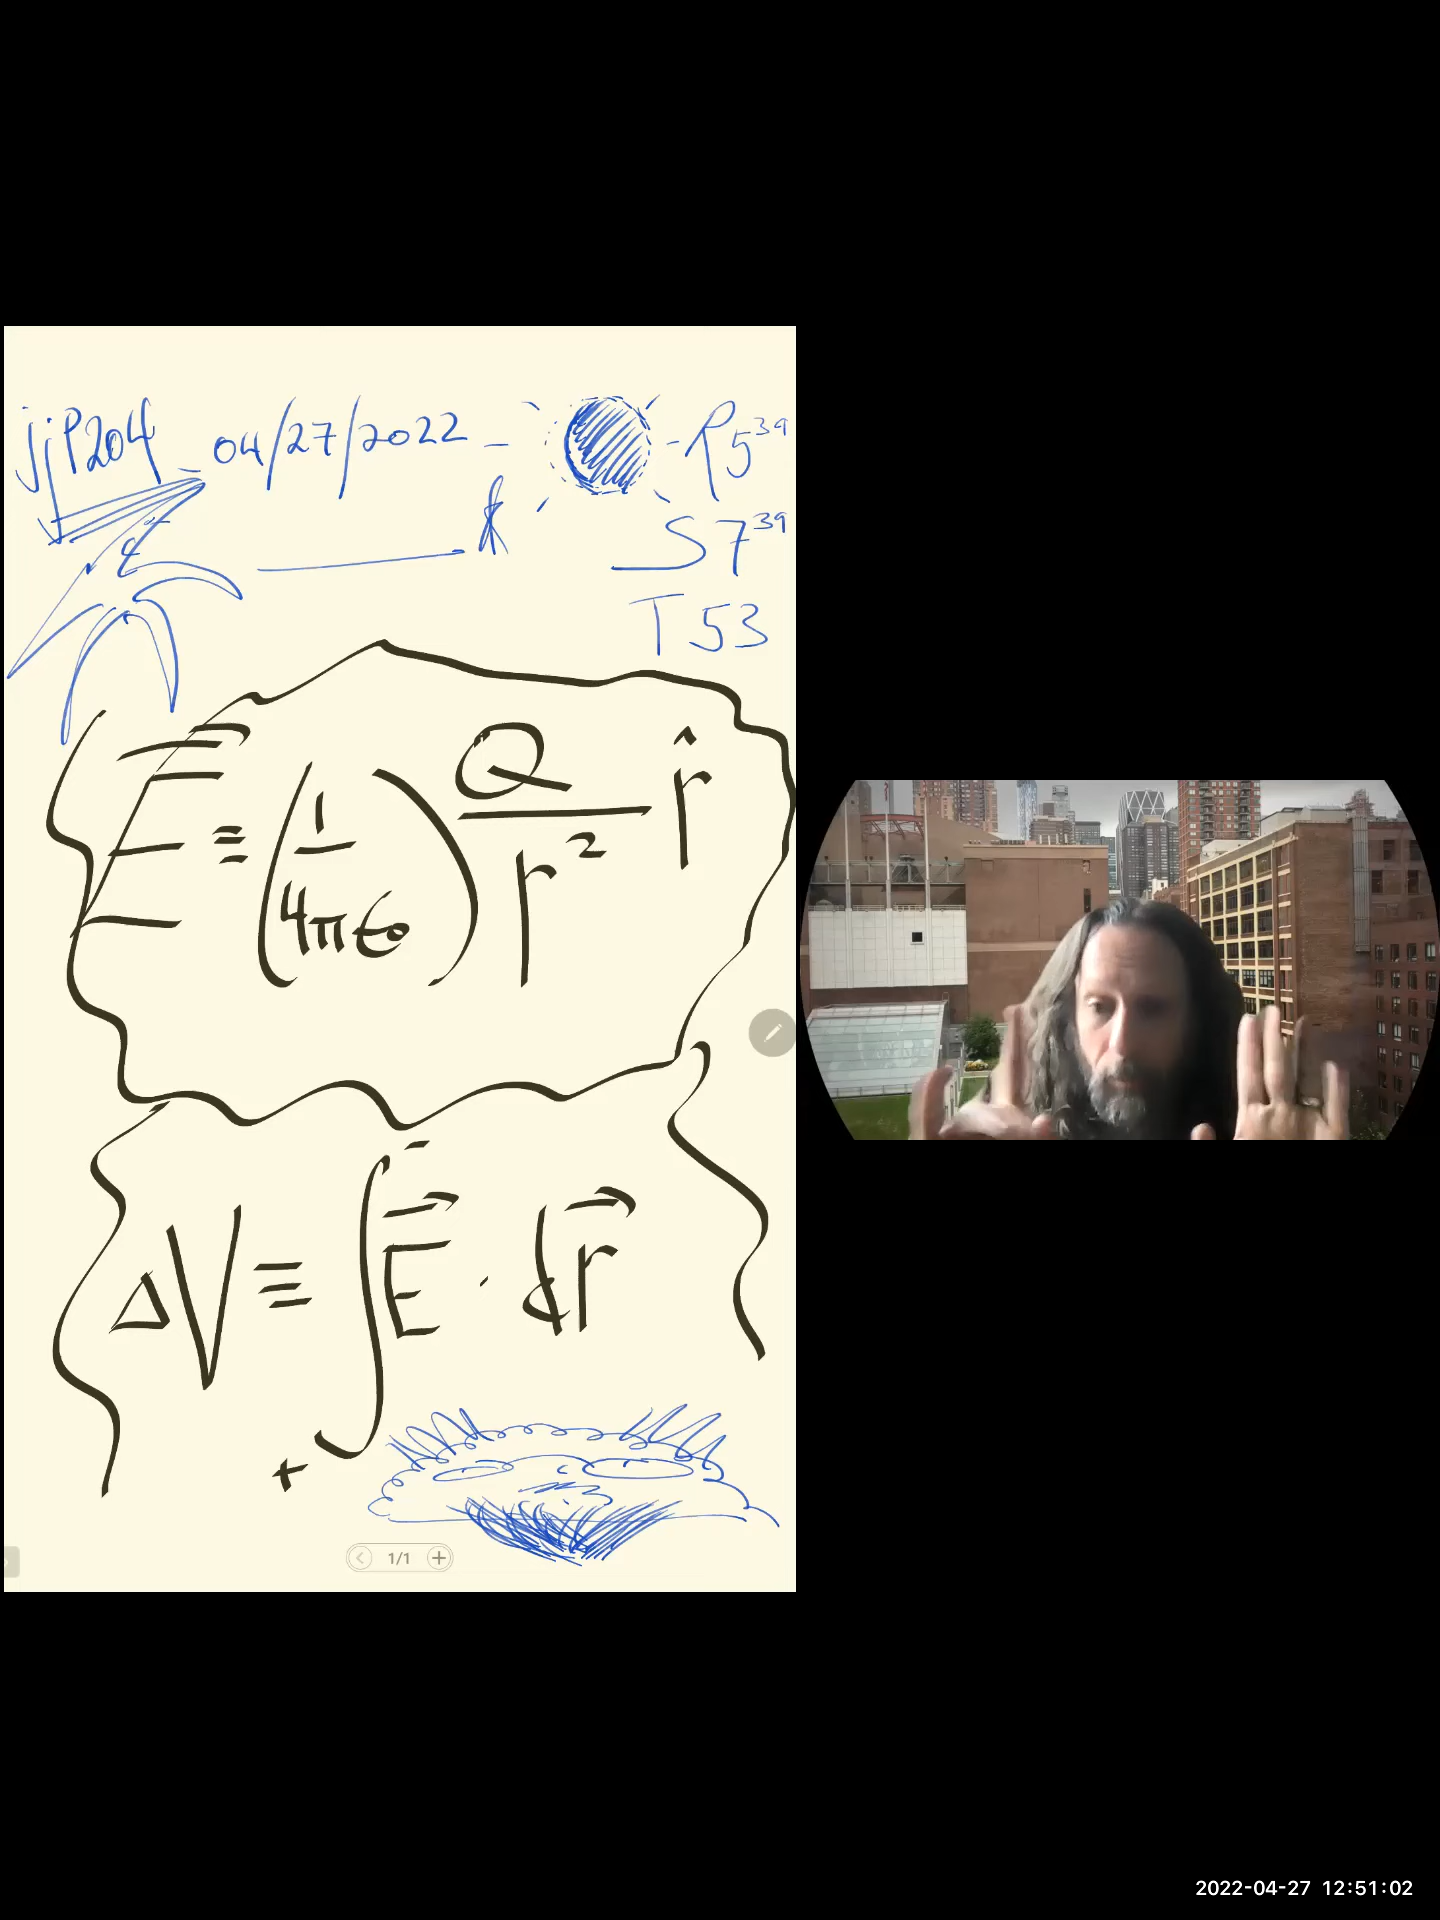 jjP204 - 04/27/2022 - - R5³⁹
S7³⁹
T53
E⃗ = (1/4πϵ₀) Q/r² r̂
ΔV ≡ ∫₊⁻ E⃗ · dr⃗
1/1
2022-04-27 12:51:02